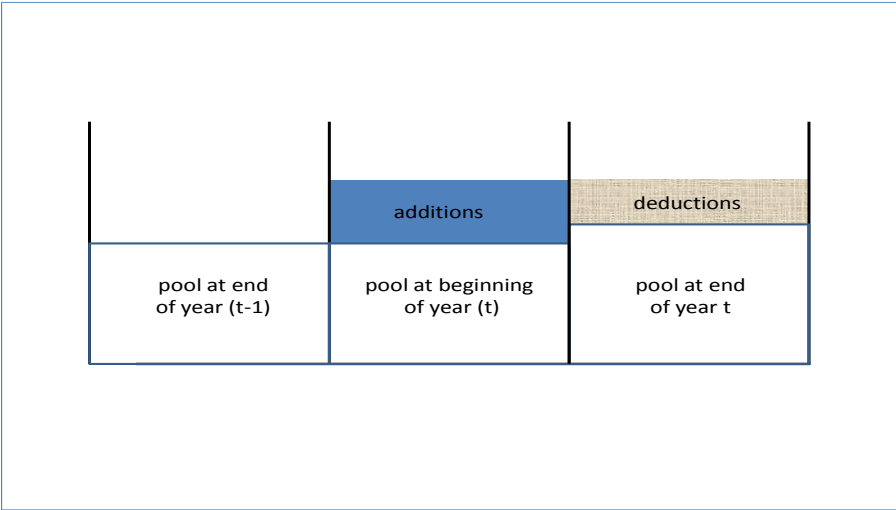 additions
deductions
pool at end
of year (t-1)
pool at beginning
of year (t)
pool at end
of year t